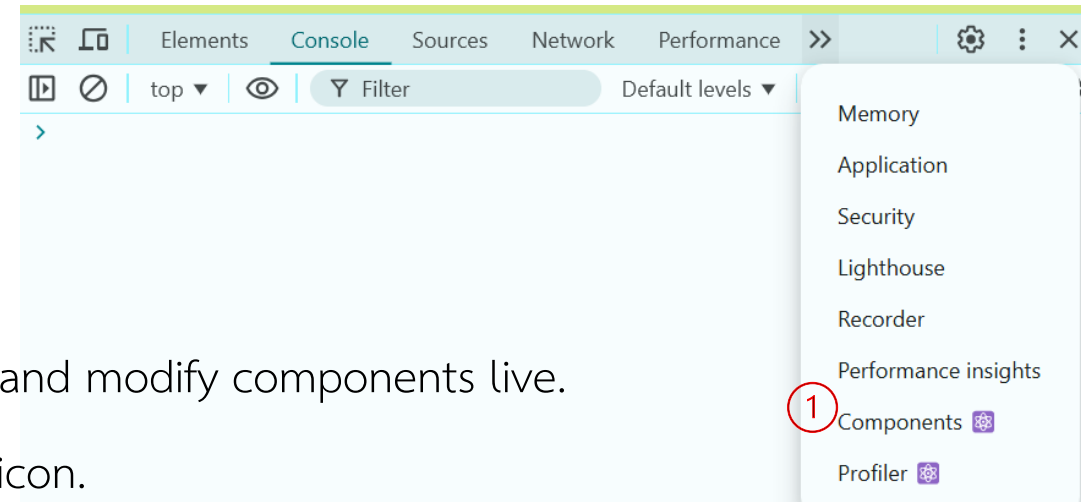 Elements Console Sources Network Performance
top Filter Default levels
Memory
Application
Security
Lighthouse
Recorder
Performance insights
and modify components live.
1
Components
icon.
Profiler